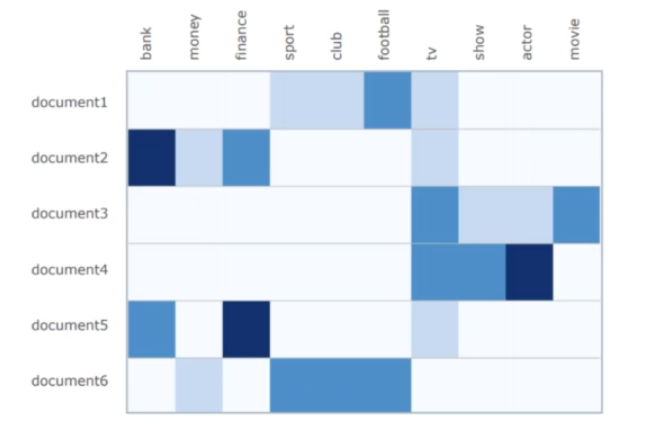 bank money finance sport club football tv show actor movie
document1
document2
document3
document4
document5
document6